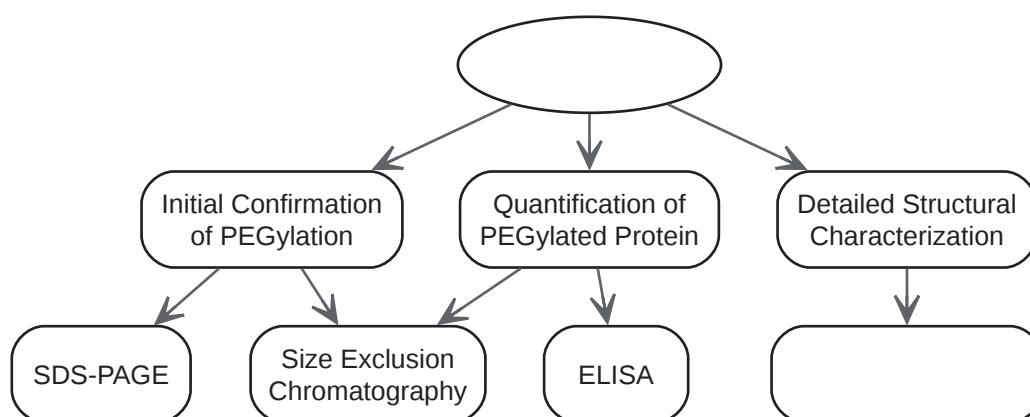 Initial Confirmation
of PEGylation
Quantification of
PEGylated Protein
Detailed Structural
Characterization
SDS-PAGE
Size Exclusion
Chromatography
ELISA